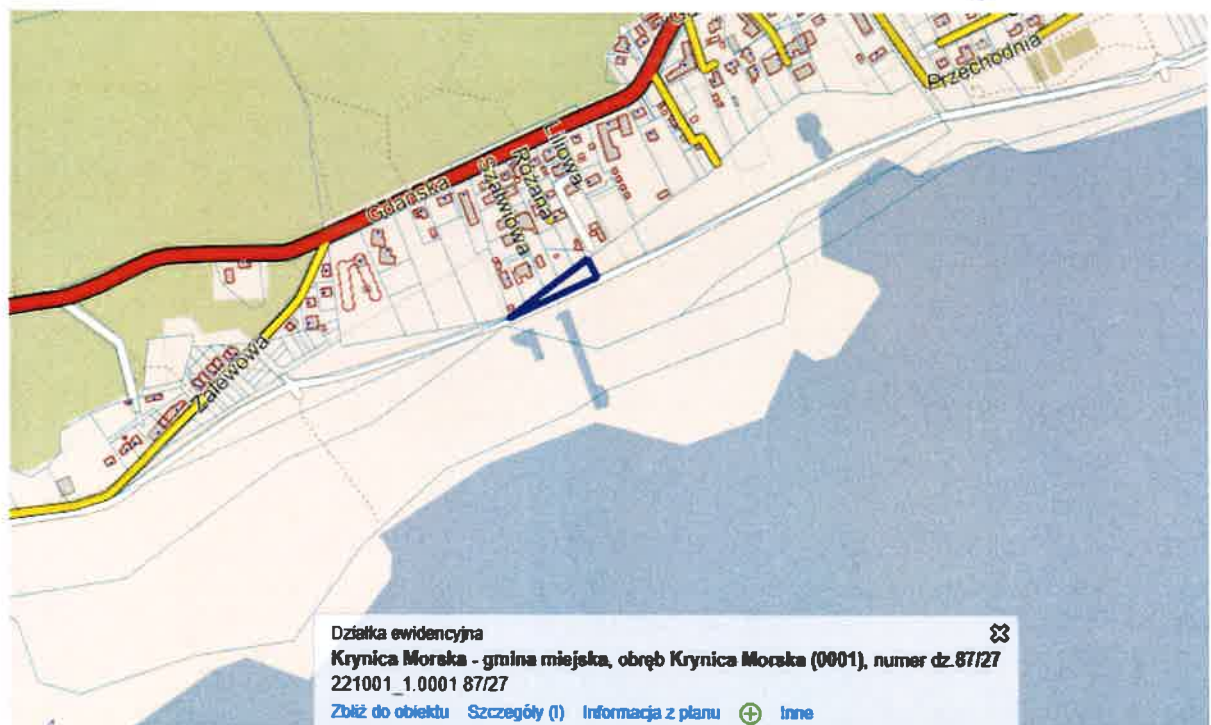 Przechodnia
Liliowa
Różana
Szałwiowa
Gdańska
Zalewowa
Działka ewidencyjna
Krynica Morska - gmina miejska, obręb Krynica Morska (0001), numer dz.87/27
221001_1.0001 87/27
Zbliż do obiektu Szczegóły (i) Informacja z planu Inne